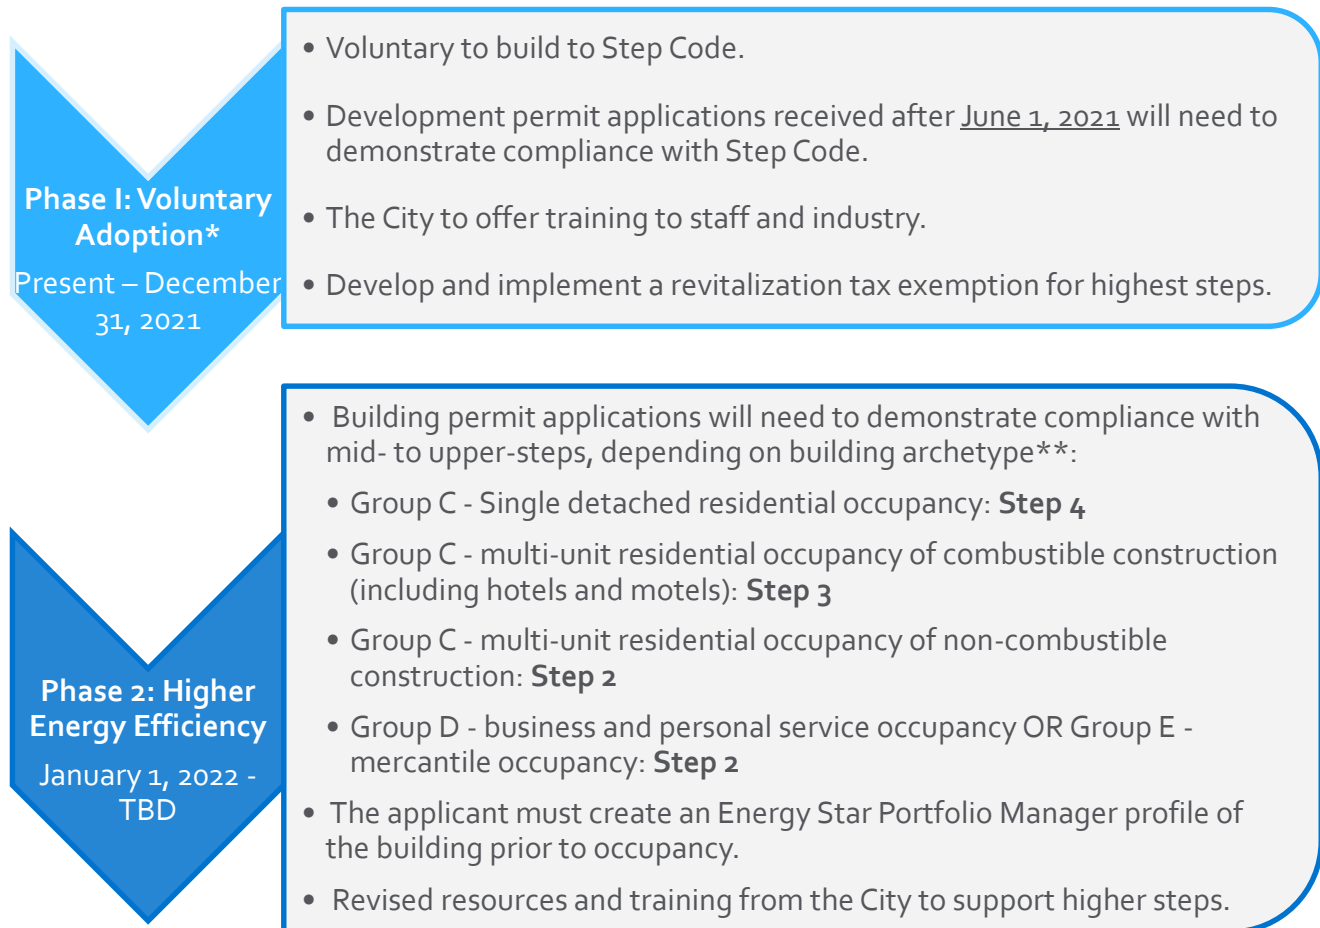 Phase I: Voluntary
Adoption*
Present – December
31, 2021
• Voluntary to build to Step Code.
• Development permit applications received after June 1, 2021 will need to
demonstrate compliance with Step Code.
• The City to offer training to staff and industry.
• Develop and implement a revitalization tax exemption for highest steps.
Phase 2: Higher
Energy Efficiency
January 1, 2022 -
TBD
• Building permit applications will need to demonstrate compliance with
mid- to upper-steps, depending on building archetype**:
• Group C - Single detached residential occupancy: Step 4
• Group C - multi-unit residential occupancy of combustible construction
(including hotels and motels): Step 3
• Group C - multi-unit residential occupancy of non-combustible
construction: Step 2
• Group D - business and personal service occupancy OR Group E -
mercantile occupancy: Step 2
• The applicant must create an Energy Star Portfolio Manager profile of
the building prior to occupancy.
• Revised resources and training from the City to support higher steps.